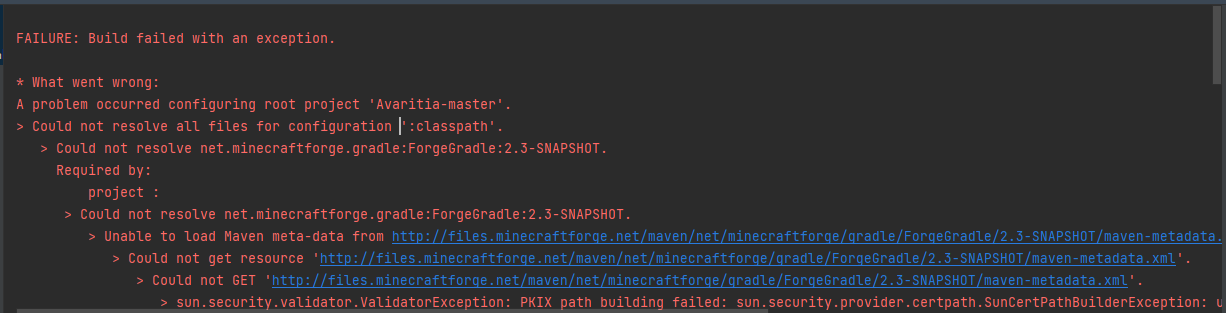 FAILURE: Build failed with an exception.
* What went wrong:
A problem occurred configuring root project 'Avaritia-master'.
> Could not resolve all files for configuration ':classpath'.
> Could not resolve net.minecraftforge.gradle:ForgeGradle:2.3-SNAPSHOT.
Required by:
project :
> Could not resolve net.minecraftforge.gradle:ForgeGradle:2.3-SNAPSHOT.
> Unable to load Maven meta-data from http://files.minecraftforge.net/maven/net/minecraftforge/gradle/ForgeGradle/2.3-SNAPSHOT/maven-metadata.
> Could not get resource 'http://files.minecraftforge.net/maven/net/minecraftforge/gradle/ForgeGradle/2.3-SNAPSHOT/maven-metadata.xml'.
> Could not GET 'http://files.minecraftforge.net/maven/net/minecraftforge/gradle/ForgeGradle/2.3-SNAPSHOT/maven-metadata.xml'.
> sun.security.validator.ValidatorException: PKIX path building failed: sun.security.provider.certpath.SunCertPathBuilderException: u